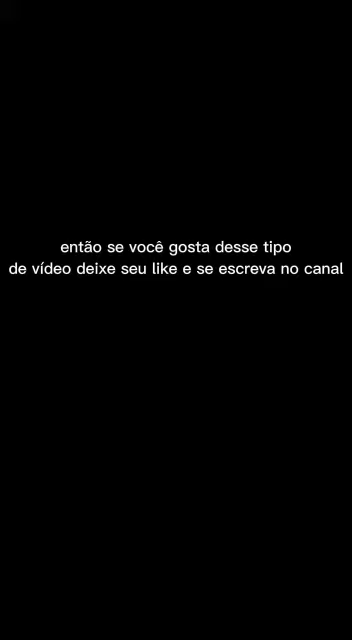 então se você gosta desse tipo
de vídeo deixe seu like e se escreva no canal